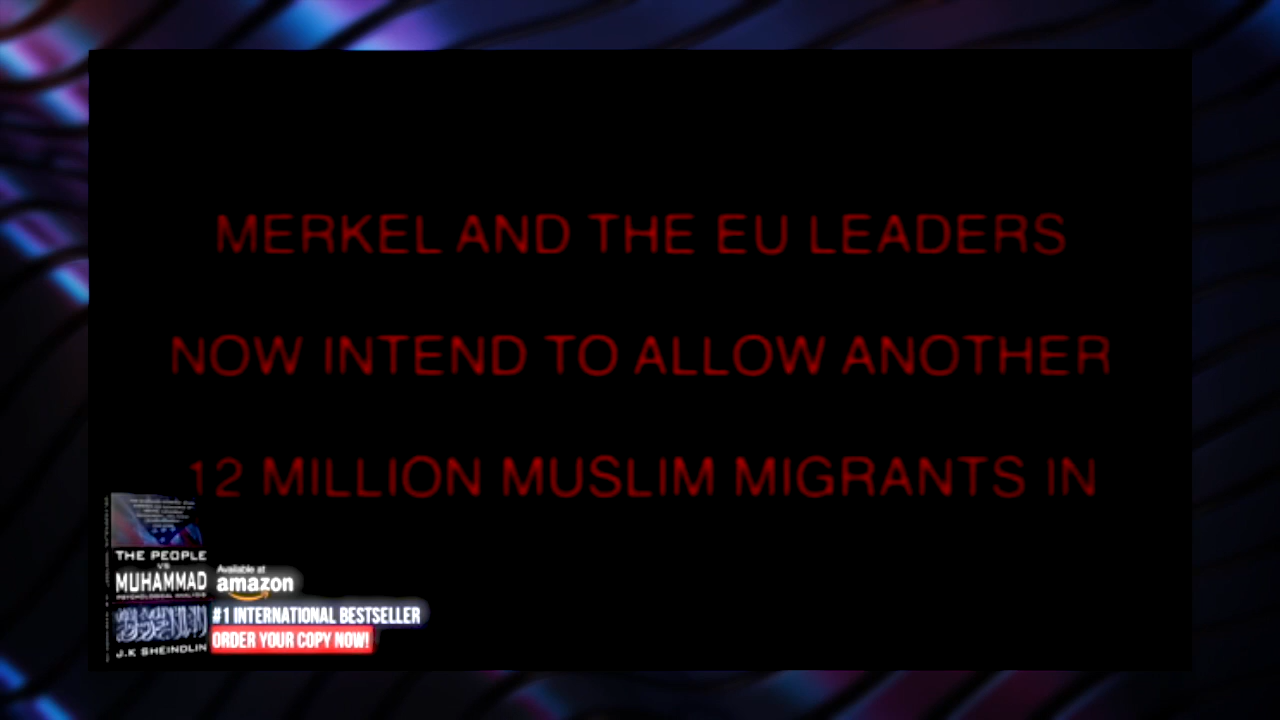 MERKEL AND THE EU LEADERS
NOW INTEND TO ALLOW ANOTHER
12 MILLION MUSLIM MIGRANTS IN
THE PEOPLE
VS
MUHAMMAD
PSYCHOLOGICAL ANALYSIS
J.K SHEINDLIN
Available at
amazon
#1 INTERNATIONAL BESTSELLER
ORDER YOUR COPY NOW!